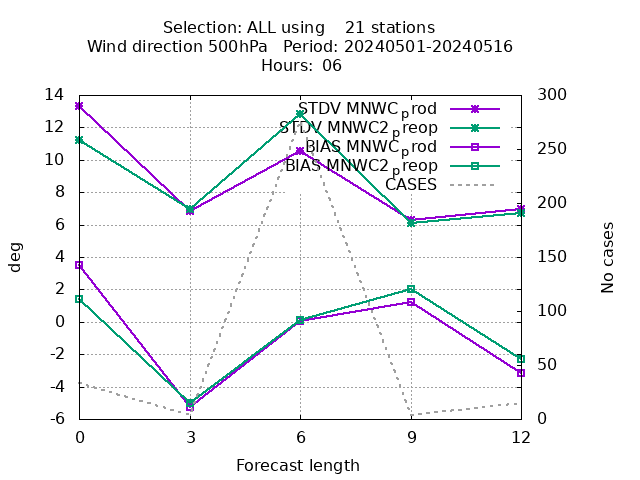 Selection: ALL using    21 stations
Wind direction 500hPa   Period: 20240501-20240516
Hours: 06
14
12
10
8
6
4
2
0
-2
-4
-6
300
250
200
150
100
50
0
0 3 6 9 12
deg
No cases
Forecast length
STDV MNWC_prod
STDV MNWC2_preop
BIAS MNWC_prod
BIAS MNWC2_preop
CASES